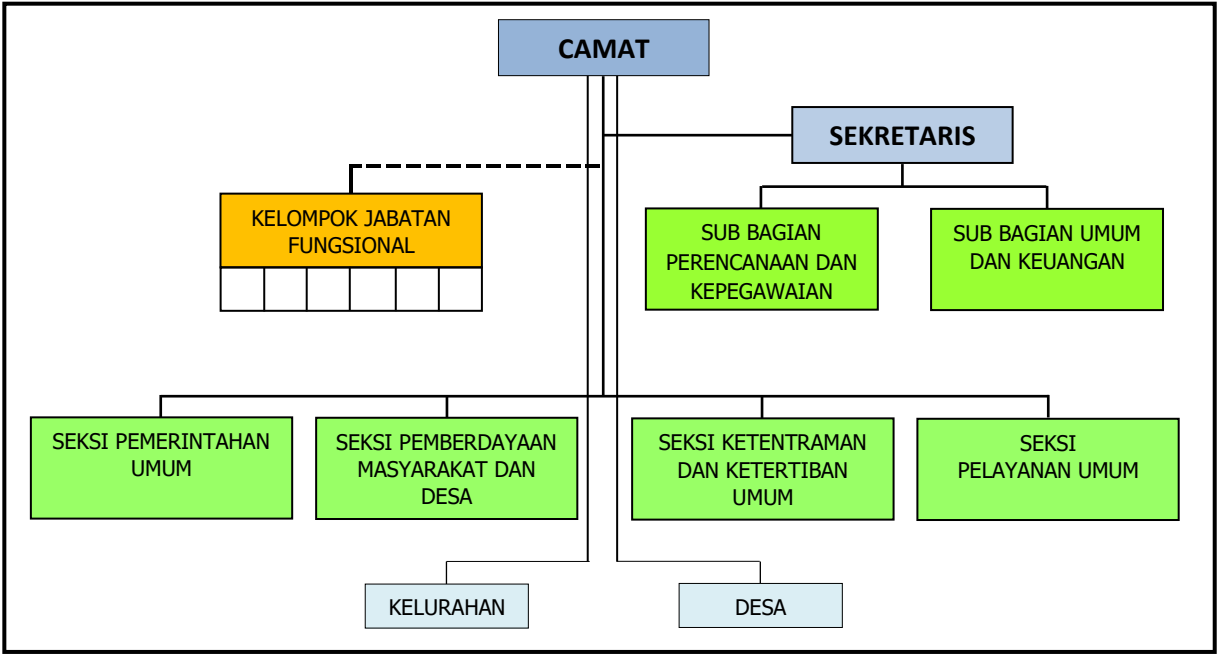 CAMAT
SEKRETARIS
KELOMPOK JABATAN
FUNGSIONAL
SUB BAGIAN
PERENCANAAN DAN
KEPEGAWAIAN
SUB BAGIAN UMUM
DAN KEUANGAN
SEKSI PEMERINTAHAN
UMUM
SEKSI PEMBERDAYAAN
MASYARAKAT DAN
DESA
SEKSI KETENTRAMAN
DAN KETERTIBAN
UMUM
SEKSI
PELAYANAN UMUM
KELURAHAN
DESA